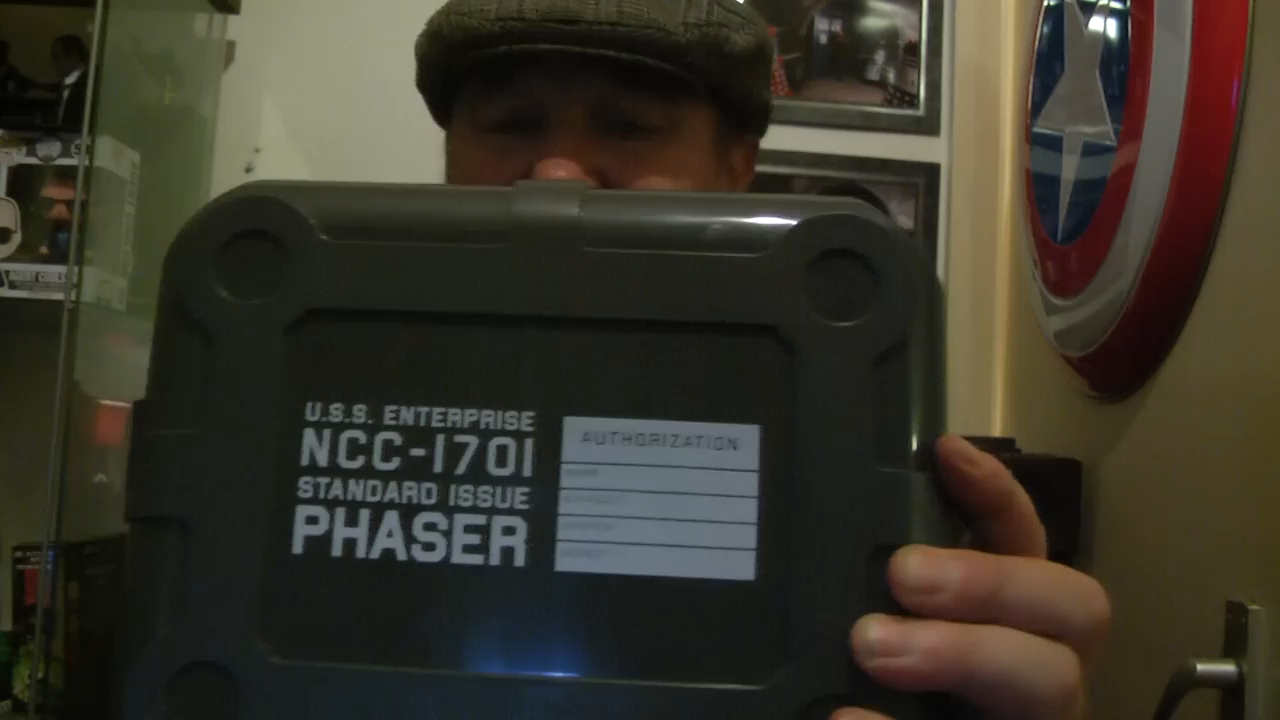 U.S.S. ENTERPRISE
NCC-1701
STANDARD ISSUE
PHASER
AUTHORIZATION